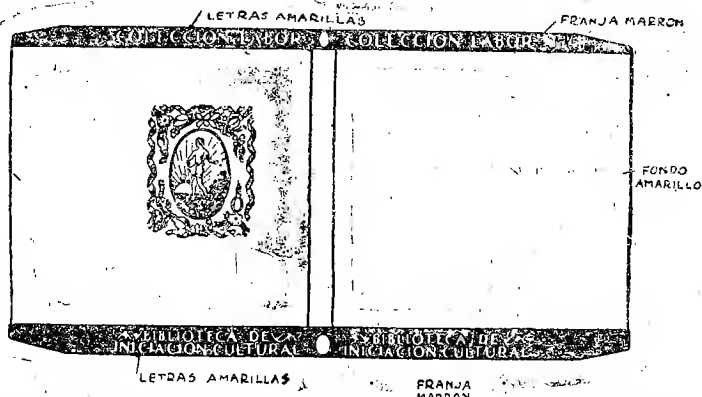 LETRAS AMARILLAS
FRANJA MARRON
COLECCION LABOR COLECCION LABOR
FONDO
AMARILLO
BIBLIOTECA DE BIBLIOTECA DE
INICIACION CULTURAL INICIACION CULTURAL
LETRAS AMARILLAS
FRANJA
MARRON